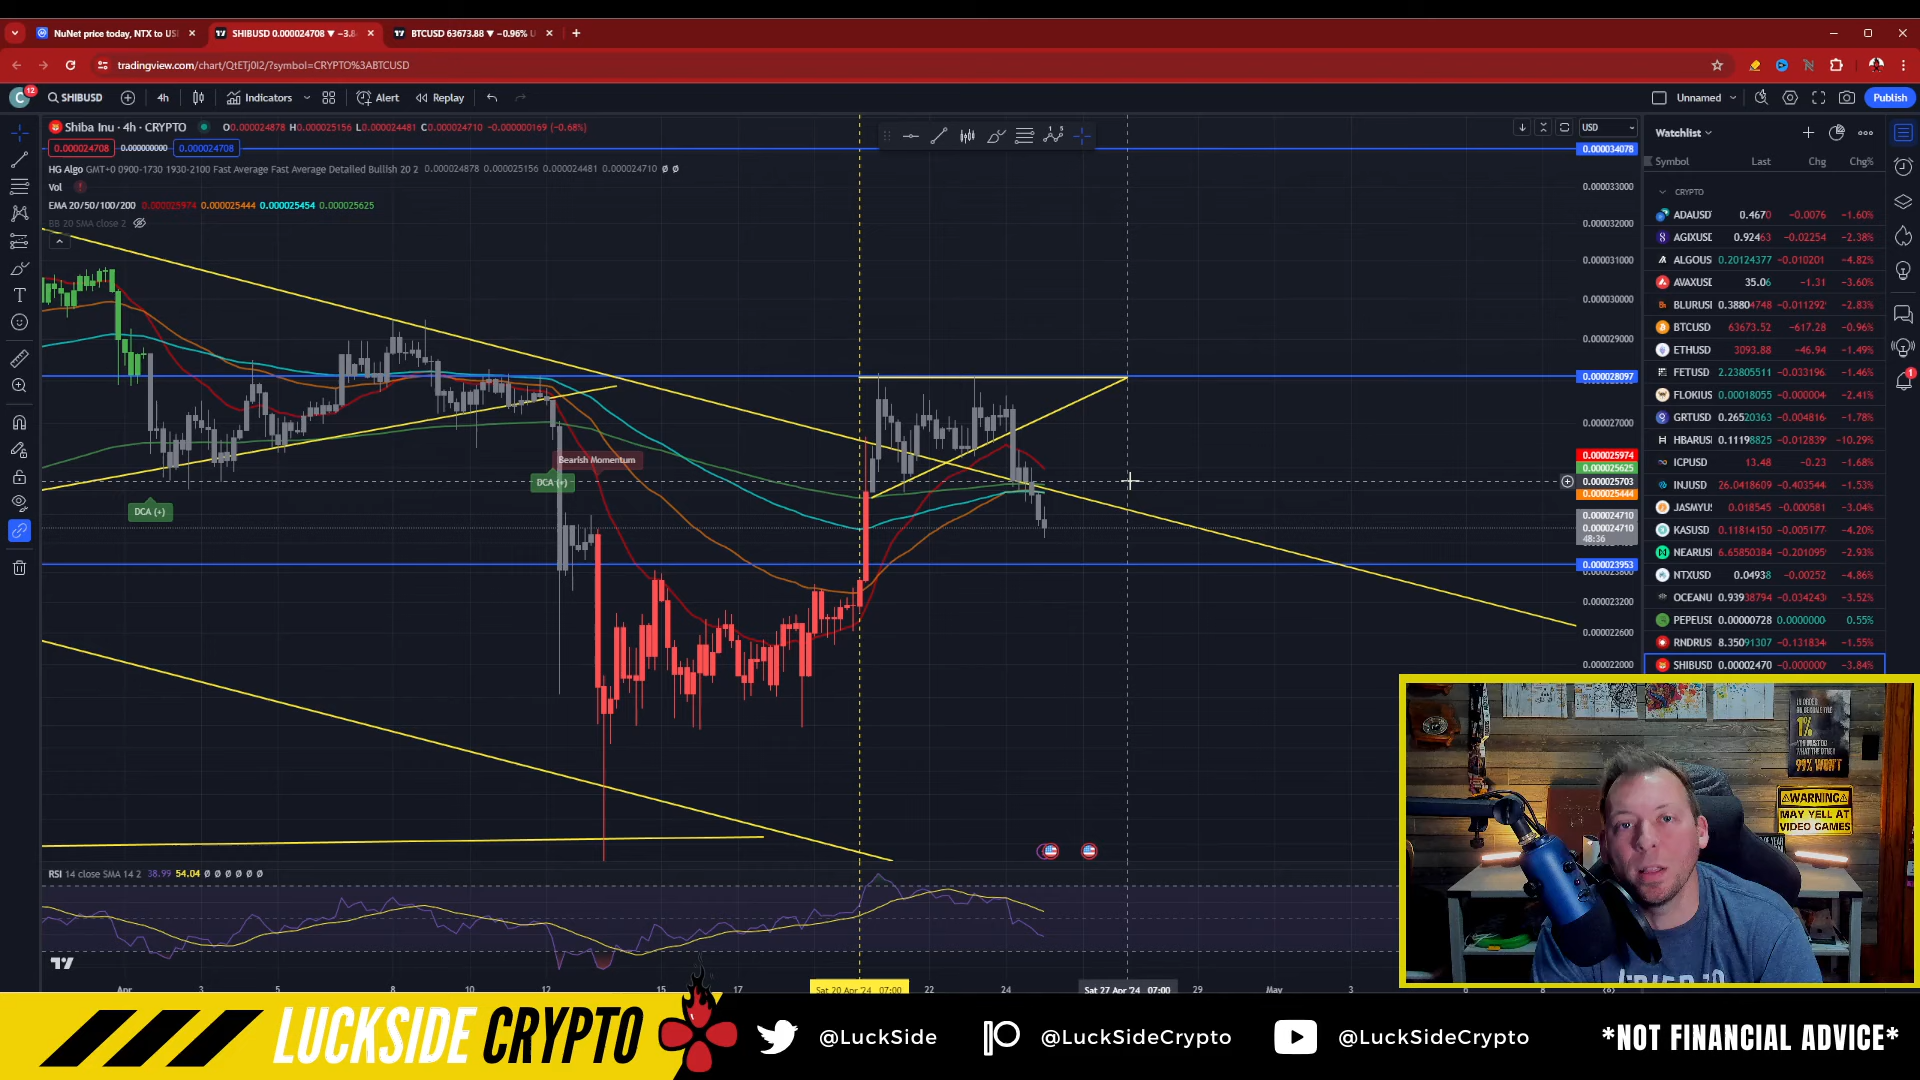 NuNet price today, NTX to US
SHIBUSD 0.000024708 ▼ −3.8
BTCUSD 63673.88 ▼ −0.96% U
tradingview.com/chart/QtETj0I2/?symbol=CRYPTO%3ABTCUSD
C 12 SHIBUSD 4h Indicators Alert Replay Unnamed Publish
Shiba Inu · 4h · CRYPTO O0.000024878 H0.000025156 L0.000024481 C0.000024710 −0.000000169 (−0.68%)
USD
0.000024708 0.000000000 0.000024708
HG Algo GMT+0 0900-1730 1930-2100 Fast Average Fast Average Detailed Bullish 20 2 0.000024878 0.000025156 0.000024481 0.000024710 ø ø
Vol
EMA 20/50/100/200 0.000025974 0.000025444 0.000025454 0.000025625
BB 20 SMA close 2
Bearish Momentum
DCA (+)
DCA (+)
0.000034078
0.000033000
0.000032000
0.000031000
0.000030000
0.000029000
0.000028097
0.000027000
0.000025974
0.000025625
0.000025703
0.000025444
0.000024710
0.000024710
48:36
0.000023953
0.000023200
0.000022600
0.000022000
RSI 14 close SMA 14 2 38.99 54.04 ø ø ø ø ø ø
Apr 3 5 8 10 12 15 17 Sat 20 Apr '24 07:00 22 24 Sat 27 Apr '24 07:00 29 May 3
Watchlist
Symbol Last Chg Chg%
CRYPTO
ADAUSD 0.4670 −0.0076 −1.60%
AGIXUSD 0.92463 −0.02254 −2.38%
ALGOUS 0.20124377 −0.010201 −4.82%
AVAXUSD 35.06 −1.31 −3.60%
BLURUSI 0.38804748 −0.011292 −2.83%
BTCUSD 63673.52 −617.28 −0.96%
ETHUSD 3093.88 −46.94 −1.49%
FETUSD 2.23805511 −0.033196 −1.46%
FLOKIUS 0.00018055 −0.000004 −2.41%
GRTUSD 0.26520363 −0.004816 −1.78%
HBARUS 0.11198825 −0.012839 −10.29%
ICPUSD 13.48 −0.23 −1.68%
INJUSD 26.0418609 −0.403544 −1.53%
JASMYU 0.018545 −0.000581 −3.04%
KASUSD 0.11814150 −0.005177 −4.20%
NEARUS 6.65850384 −0.201095 −2.93%
NTXUSD 0.04938 −0.00252 −4.86%
OCEANU 0.93938794 −0.034243 −3.52%
PEPEUSI 0.00000728 0.0000000 0.55%
RNDRUS 8.35091307 −0.131834 −1.55%
SHIBUSD 0.00002470 −0.000000 −3.84%
1%
99% WON'T
WARNING
MAY YELL AT
VIDEO GAMES
LUCKSIDE CRYPTO @LuckSide @LuckSideCrypto @LuckSideCrypto *NOT FINANCIAL ADVICE*